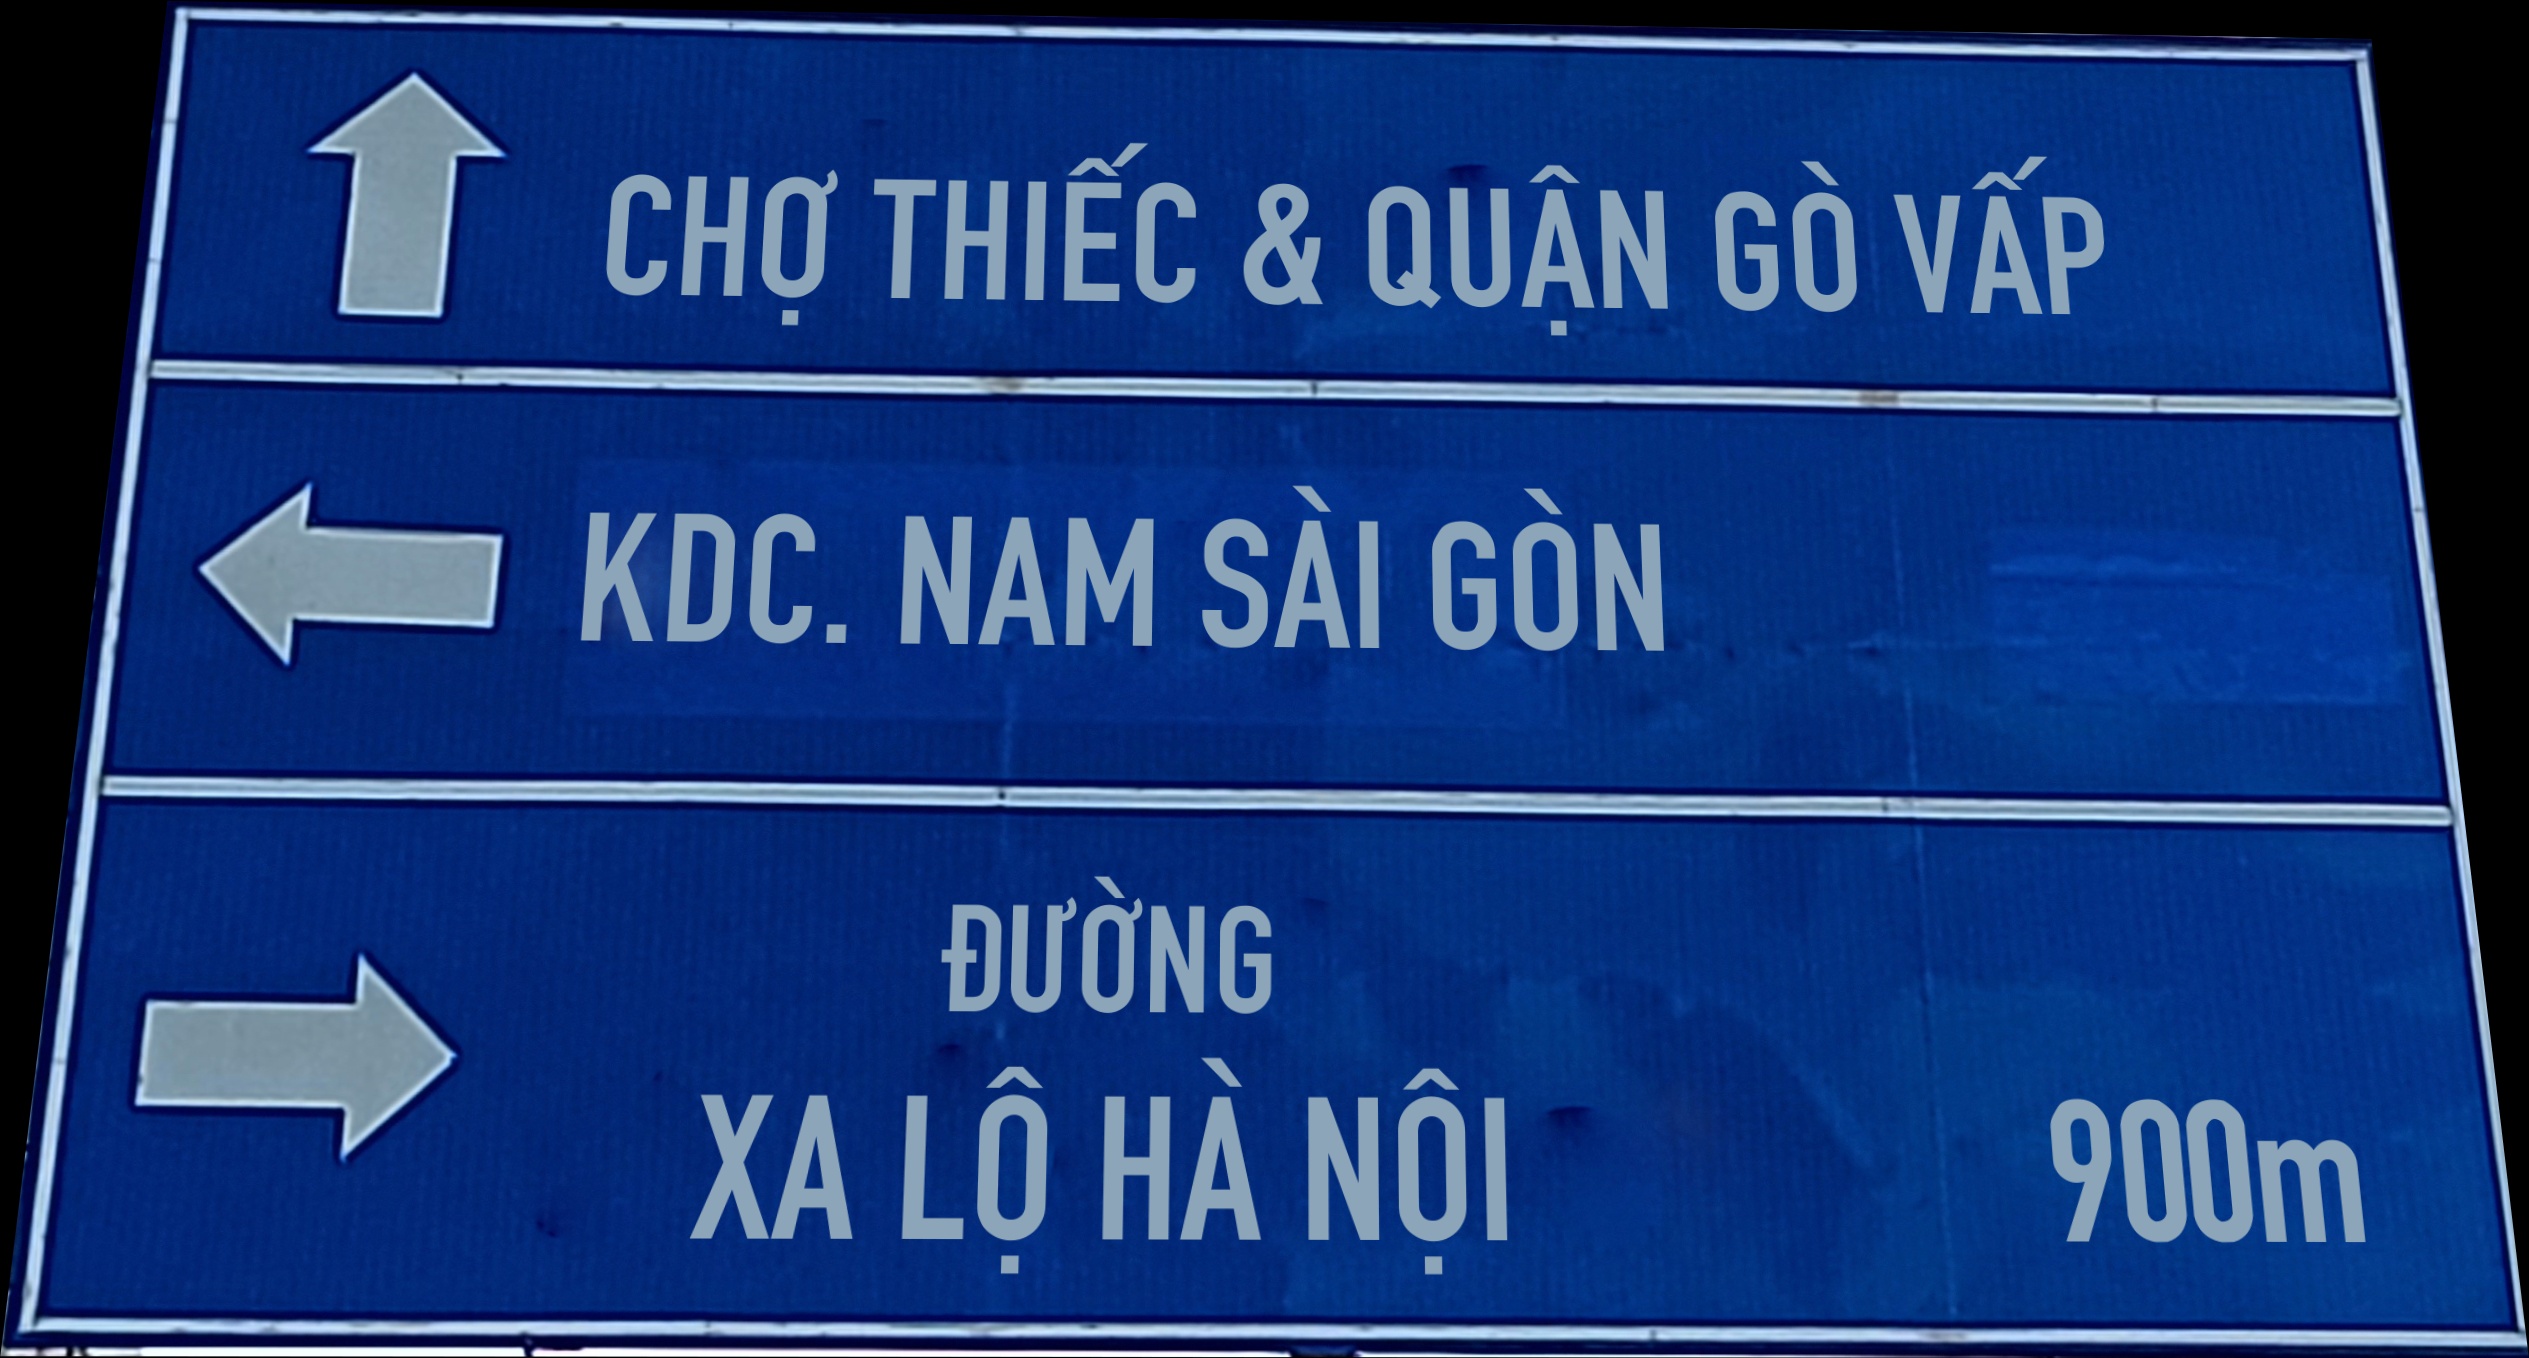 CHỢ THIẾC & QUẬN GÒ VẤP
KDC. NAM SÀI GÒN
ĐƯỜNG
XA LỘ HÀ NỘI 900m